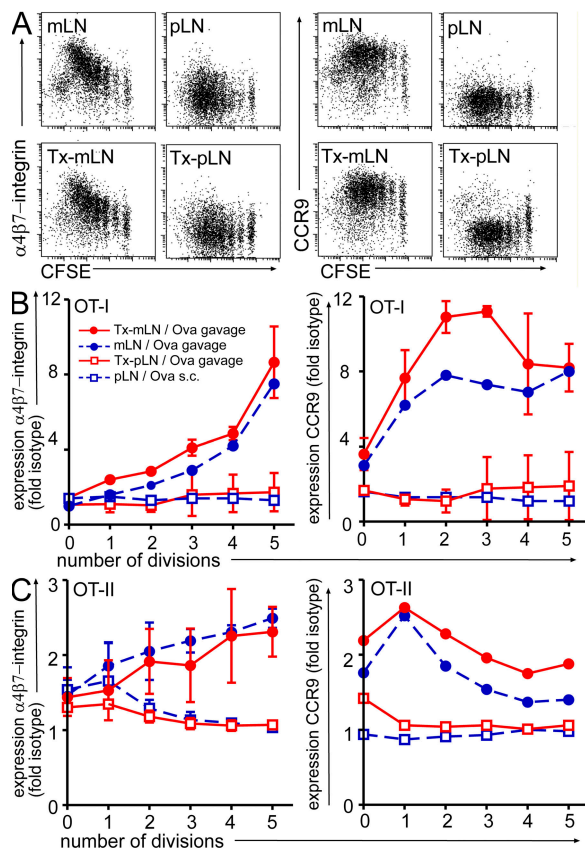 A
mLN
pLN
mLN
pLN
Tx-mLN
Tx-pLN
Tx-mLN
Tx-pLN
α4β7−integrin
CCR9
CFSE
CFSE
B
OT-I
Tx-mLN / Ova gavage
mLN / Ova gavage
Tx-pLN / Ova gavage
pLN / Ova s.c.
expression α4β7−integrin
(fold isotype)
12
8
4
0
0 1 2 3 4 5
number of divisions
OT-I
expression CCR9 (fold isotype)
12
8
4
0
0 1 2 3 4 5
C
OT-II
expression α4β7−integrin
(fold isotype)
3
2
1
0
0 1 2 3 4 5
number of divisions
OT-II
expression CCR9 (fold isotype)
3
2
1
0
0 1 2 3 4 5